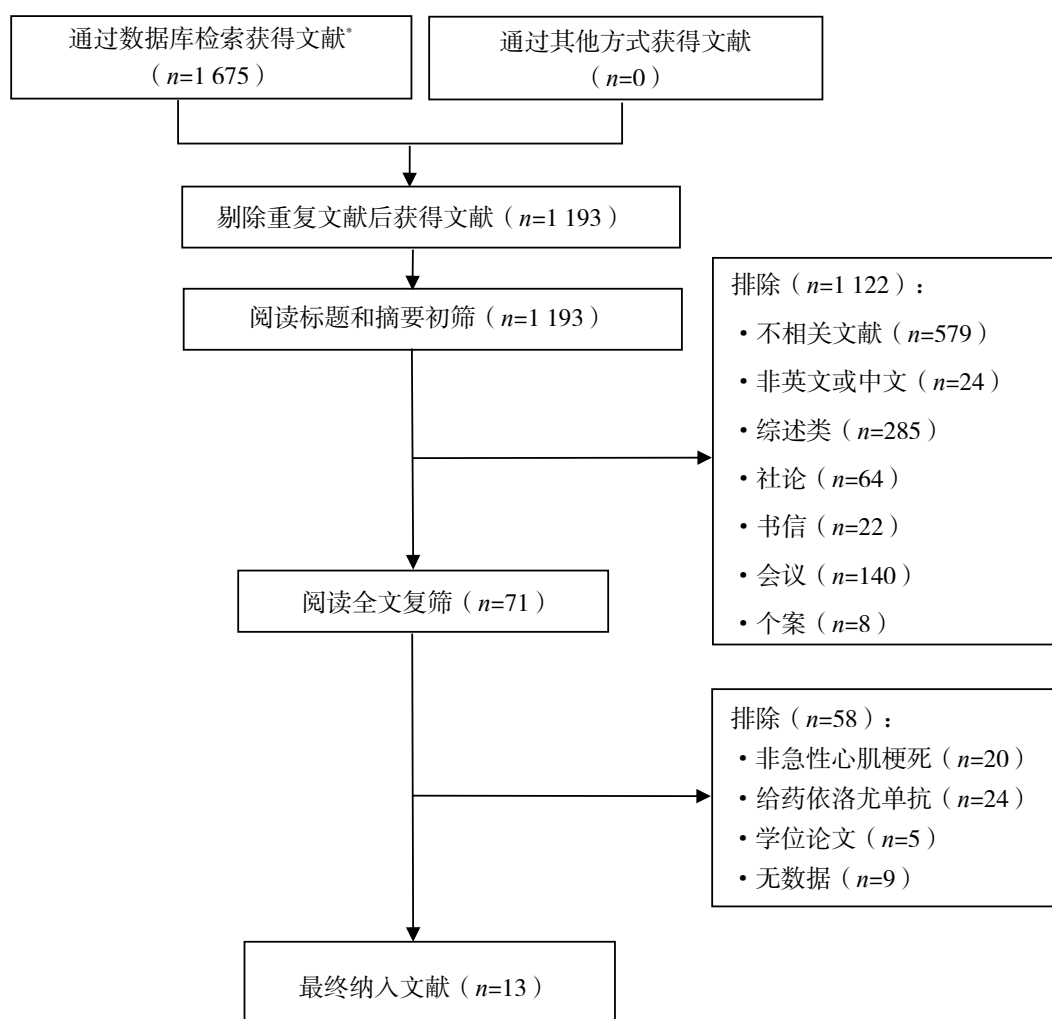 通过数据库检索获得文献*
（n=1 675）
通过其他方式获得文献
（n=0）
剔除重复文献后获得文献（n=1 193）
阅读标题和摘要初筛（n=1 193）
排除（n=1 122）：
·不相关文献（n=579）
·非英文或中文（n=24）
·综述类（n=285）
·社论（n=64）
·书信（n=22）
·会议（n=140）
·个案（n=8）
阅读全文复筛（n=71）
排除（n=58）：
·非急性心肌梗死（n=20）
·给药依洛尤单抗（n=24）
·学位论文（n=5）
·无数据（n=9）
最终纳入文献（n=13）